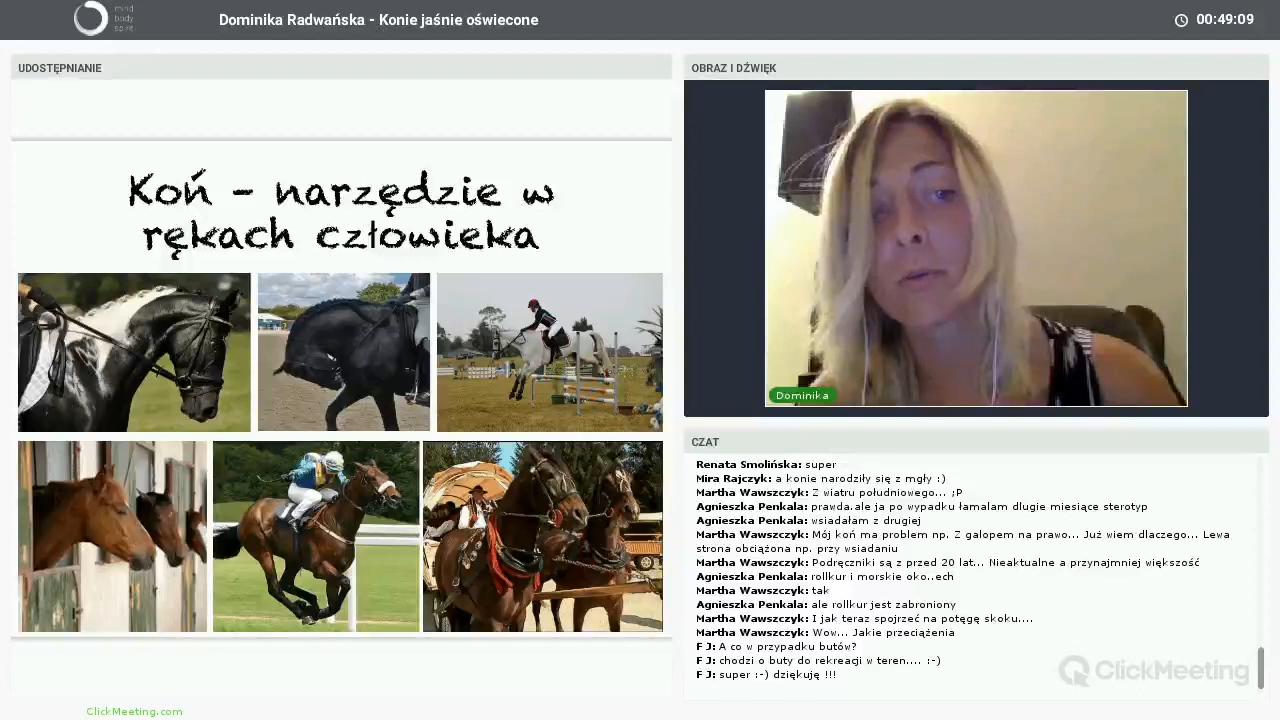 mind
body
spirit
Dominika Radwańska - Konie jaśnie oświecone
00:49:09
UDOSTĘPNIANIE
Koń - narzędzie w
rękach człowieka
OBRAZ I DŹWIĘK
Dominika
CZAT
Renata Smolińska: super
Mira Rajczyk: a konie narodziły się z mgły :)
Martha Wawszczyk: Z wiatru południowego... ;P
Agnieszka Penkala: prawda.ale ja po wypadku łamalam dlugie miesiące sterotyp
Agnieszka Penkala: wsiadałam z drugiej
Martha Wawszczyk: Mój koń ma problem np. Z galopem na prawo... Już wiem dlaczego... Lewa
strona obciążona np. przy wsiadaniu
Martha Wawszczyk: Podręczniki są z przed 20 lat... Nieaktualne a przynajmniej większość
Agnieszka Penkala: rollkur i morskie oko..ech
Martha Wawszczyk: tak
Agnieszka Penkala: ale rollkur jest zabroniony
Martha Wawszczyk: I jak teraz spojrzeć na potęgę skoku....
Martha Wawszczyk: Wow... Jakie przeciążenia
F J: A co w przypadku butów?
F J: chodzi o buty do rekreacji w teren.... :-)
F J: super :-) dziękuję !!!
ClickMeeting
ClickMeeting.com